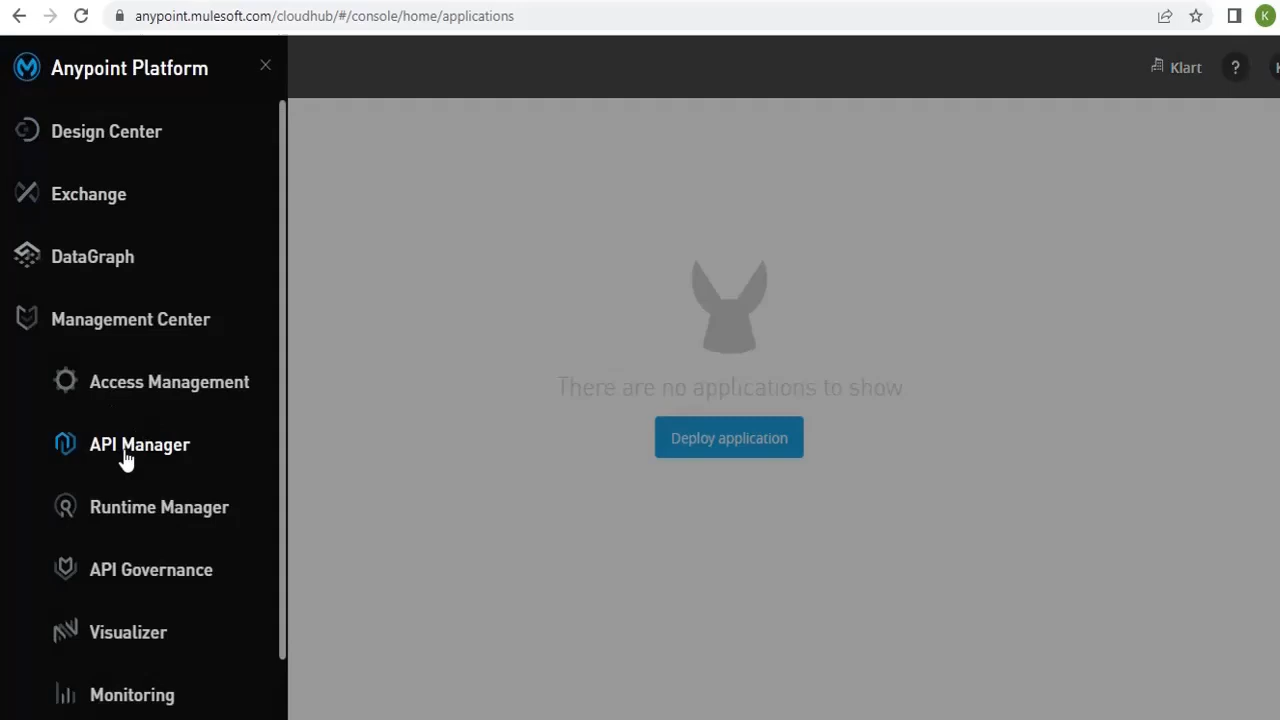 anypoint.mulesoft.com/cloudhub/#/console/home/applications
K
Anypoint Platform
Klart
?
K
Design Center
Exchange
DataGraph
Management Center
Access Management
API Manager
Runtime Manager
API Governance
Visualizer
Monitoring
There are no applications to show
Deploy application